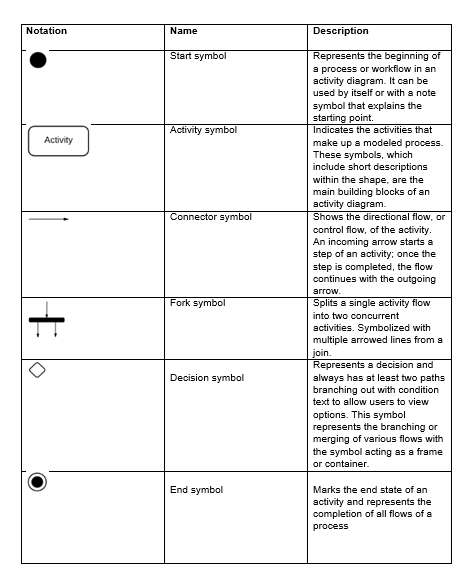 Notation Name Description
Start symbol
Represents the beginning of
a process or workflow in an
activity diagram. It can be
used by itself or with a note
symbol that explains the
starting point.
Activity
Activity symbol
Indicates the activities that
make up a modeled process.
These symbols, which
include short descriptions
within the shape, are the
main building blocks of an
activity diagram.
Connector symbol
Shows the directional flow, or
control flow, of the activity.
An incoming arrow starts a
step of an activity; once the
step is completed, the flow
continues with the outgoing
arrow.
Fork symbol
Splits a single activity flow
into two concurrent
activities. Symbolized with
multiple arrowed lines from a
join.
Decision symbol
Represents a decision and
always has at least two paths
branching out with condition
text to allow users to view
options. This symbol
represents the branching or
merging of various flows with
the symbol acting as a frame
or container.
End symbol
Marks the end state of an
activity and represents the
completion of all flows of a
process